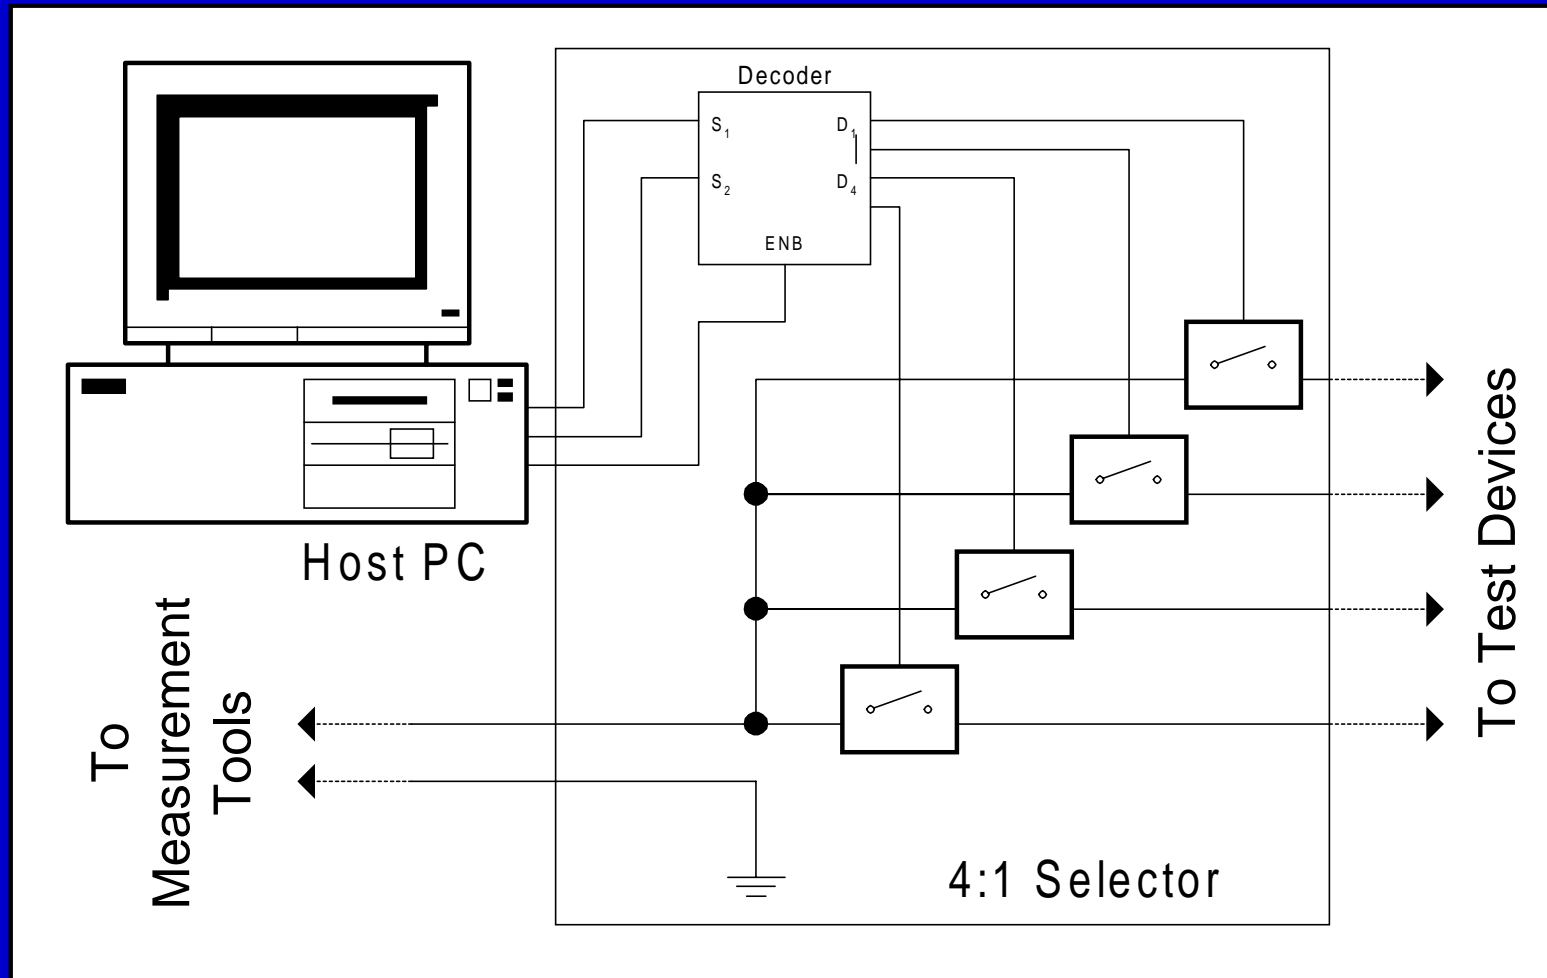 Decoder
S1
D1
S2
D4
ENB
Host PC
To
Measurement
Tools
To Test Devices
4:1 Selector